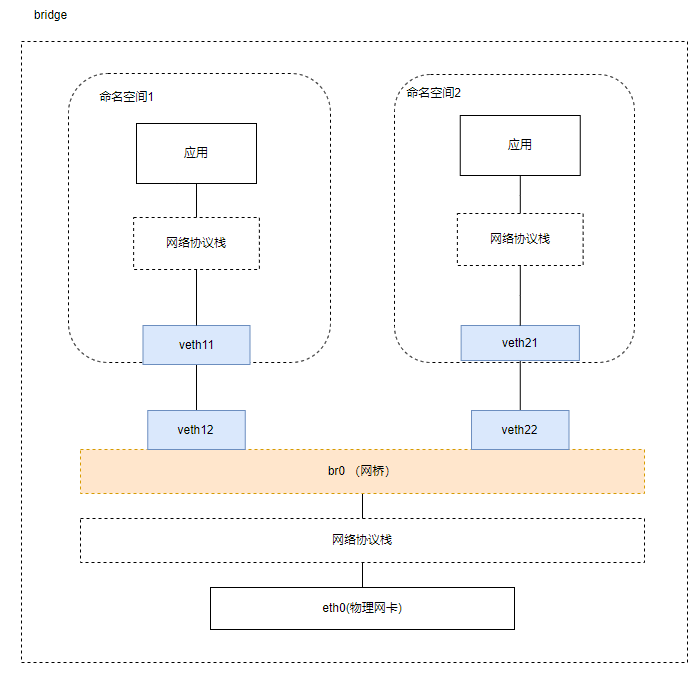 bridge
命名空间1
命名空间2
应用
应用
网络协议栈
网络协议栈
veth11
veth21
veth12
veth22
br0 （网桥）
网络协议栈
eth0(物理网卡)